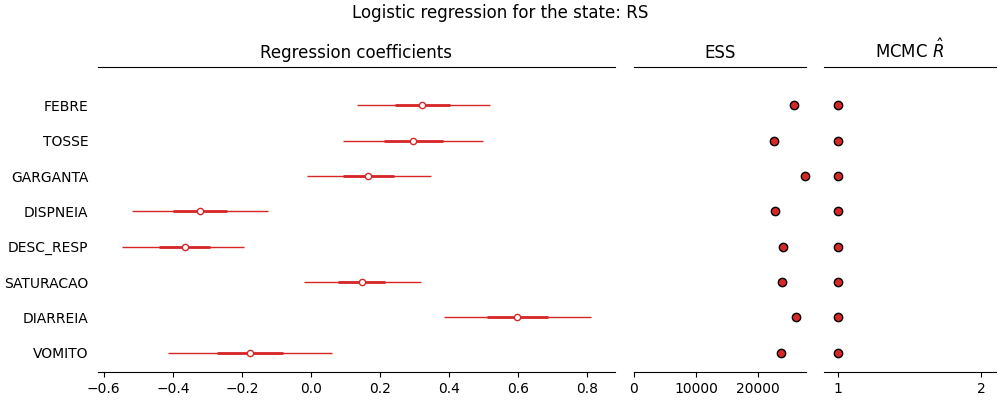 Logistic regression for the state: RS
Regression coefficients
ESS
MCMC R̂
FEBRE
TOSSE
GARGANTA
DISPNEIA
DESC_RESP
SATURACAO
DIARREIA
VOMITO
−0.6 −0.4 −0.2 0.0 0.2 0.4 0.6 0.8
0 10000 20000
1 2